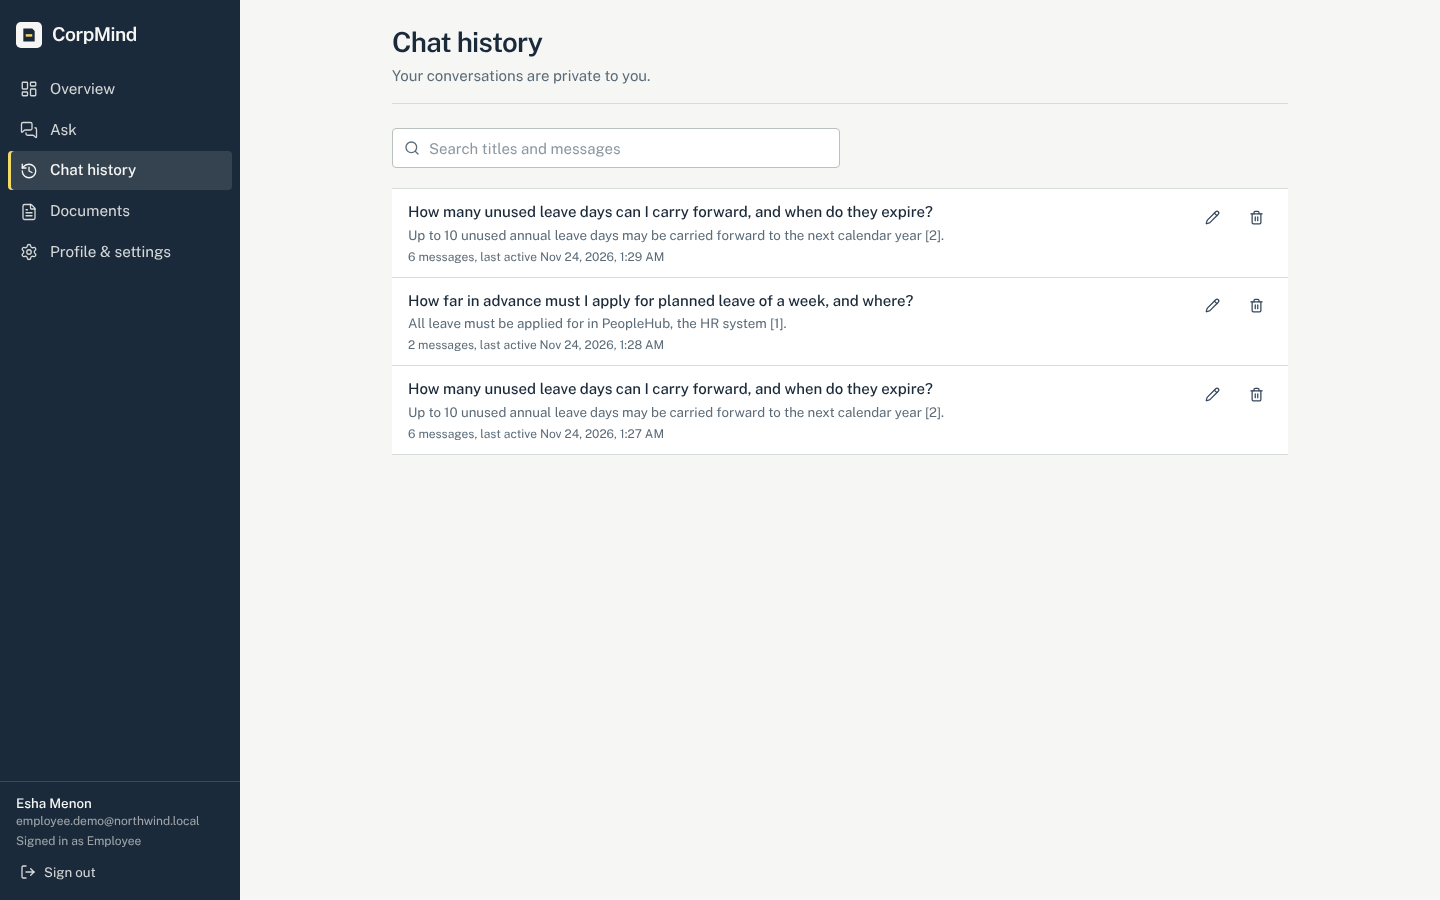 CorpMind
Overview
Ask
Chat history
Documents
Profile & settings
Esha Menon
employee.demo@northwind.local
Signed in as Employee
Sign out
Chat history
Your conversations are private to you.
Search titles and messages
How many unused leave days can I carry forward, and when do they expire?
Up to 10 unused annual leave days may be carried forward to the next calendar year [2].
6 messages, last active Nov 24, 2026, 1:29 AM
How far in advance must I apply for planned leave of a week, and where?
All leave must be applied for in PeopleHub, the HR system [1].
2 messages, last active Nov 24, 2026, 1:28 AM
How many unused leave days can I carry forward, and when do they expire?
Up to 10 unused annual leave days may be carried forward to the next calendar year [2].
6 messages, last active Nov 24, 2026, 1:27 AM